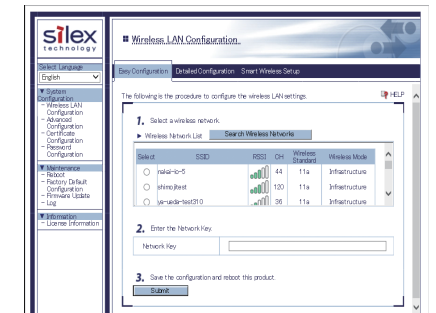 silex
technology
Wireless LAN Configuration
Select Language
English
▼ System
Configuration
- Wireless LAN
Configuration
- Advanced
Configuration
- Certificate
Configuration
- Password
Configuration
▼ Maintenance
- Reboot
- Factory Default
Configuration
- Firmware Update
- Log
▼ Information
- License Information
Easy Configuration Detailed Configuration Smart Wireless Setup
The following is the procedure to configure the wireless LAN settings.
HELP
1. Select a wireless network.
► Wireless Network List Search Wireless Networks
Select SSID RSSI CH Wireless Standard Wireless Mode
nakai-io-5 44 11a Infrastructure
shimojitest 120 11a Infrastructure
ya-ueda-test310 36 11a Infrastructure
2. Enter the Network Key.
Network Key
3. Save the configuration and reboot this product.
Submit